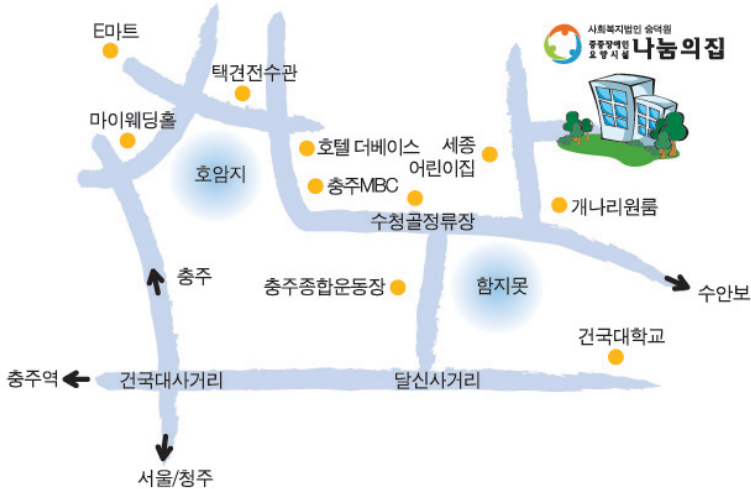 사회복지법인 숭덕원
중증장애인
요양시설
나눔의집
E마트
택견전수관
마이웨딩홀
호텔 더베이스
세종
어린이집
호암지
충주MBC
개나리원룸
수청골정류장
충주
충주종합운동장
함지못
수안보
건국대학교
충주역
건국대사거리
달신사거리
서울/청주